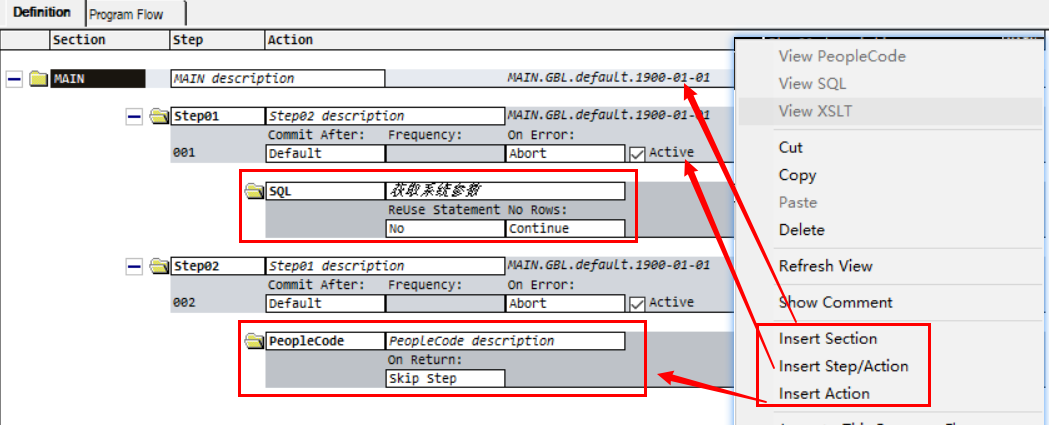 Definition Program Flow
Section Step Action
MAIN MAIN description MAIN.GBL.default.1900-01-01
Step01 Step02 description MAIN.GBL.default.1900-01-01
Commit After: Frequency: On Error:
001 Default Abort Active
SQL 获取系统参数
ReUse Statement No Rows:
No Continue
Step02 Step01 description MAIN.GBL.default.1900-01-01
Commit After: Frequency: On Error:
002 Default Abort Active
PeopleCode PeopleCode description
On Return:
Skip Step
View PeopleCode
View SQL
View XSLT
Cut
Copy
Paste
Delete
Refresh View
Show Comment
Insert Section
Insert Step/Action
Insert Action